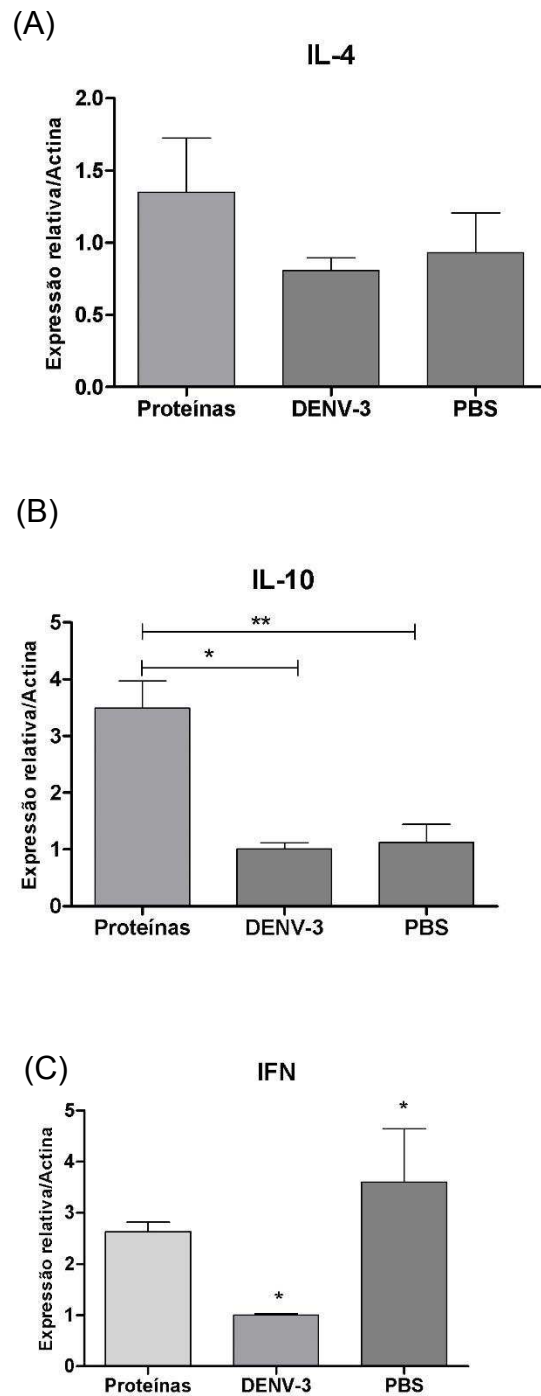 (A)
IL-4
Expressão relativa/Actina
2.0
1.5
1.0
0.5
0.0
Proteínas DENV-3 PBS
(B)
IL-10
Expressão relativa/Actina
5
4
3
2
1
0
**
*
Proteínas DENV-3 PBS
(C)
IFN
Expressão relativa/Actina
5
4
3
2
1
0
*
*
Proteínas DENV-3 PBS